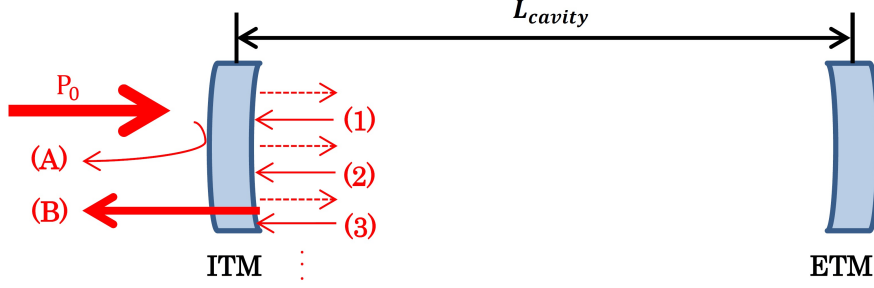 L_cavity
P_0
(1)
(A)
(2)
(B)
(3)
ITM
ETM